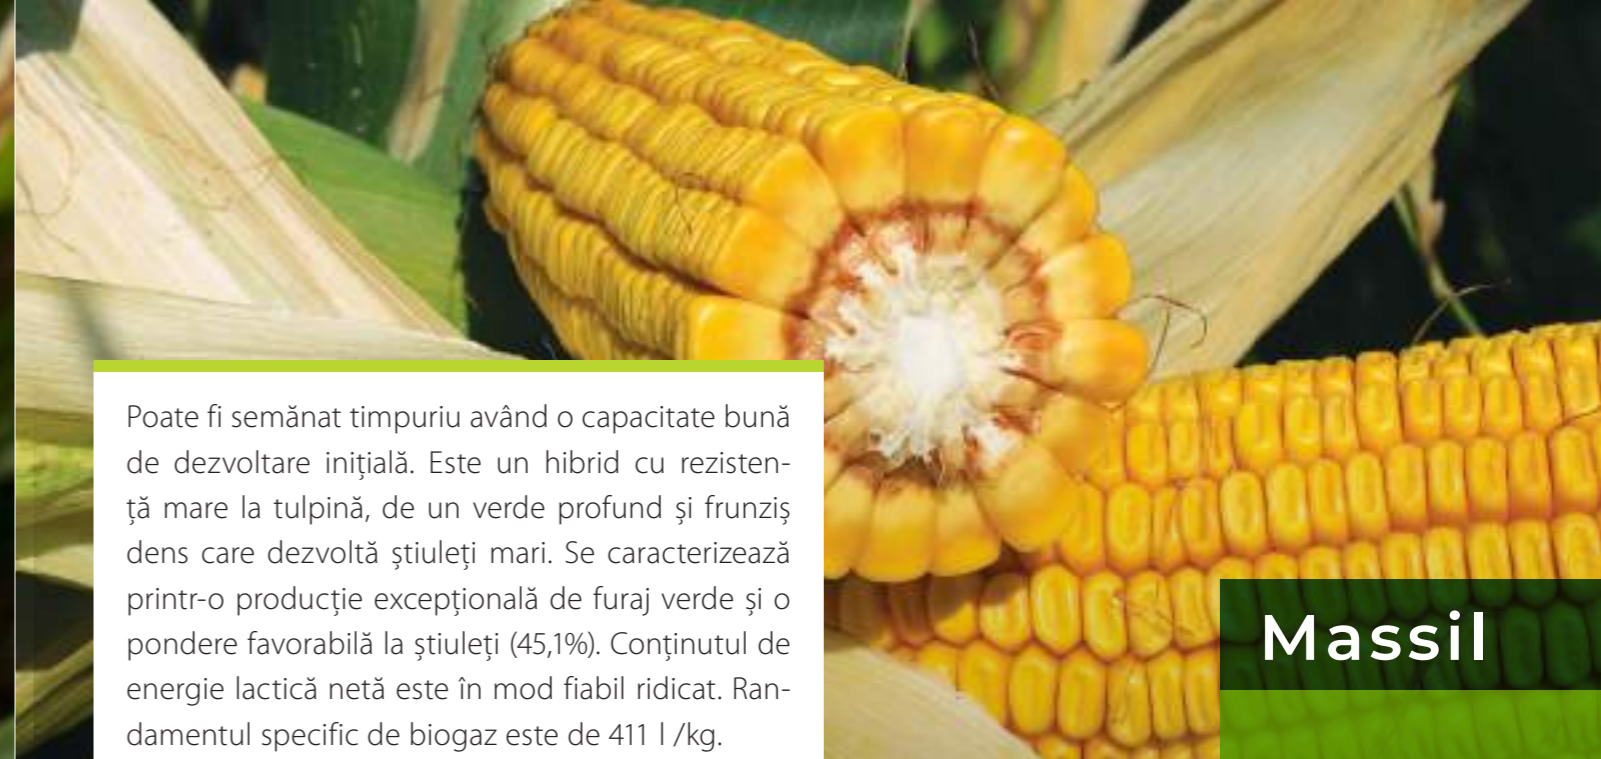 Poate fi semănat timpuriu având o capacitate bună
de dezvoltare inițială. Este un hibrid cu rezisten-
ță mare la tulpină, de un verde profund și frunziș
dens care dezvoltă știuleți mari. Se caracterizează
printr-o producție excepțională de furaj verde și o
pondere favorabilă la știuleți (45,1%). Conținutul de
energie lactică netă este în mod fiabil ridicat. Ran-
damentul specific de biogaz este de 411 l /kg.
Massil